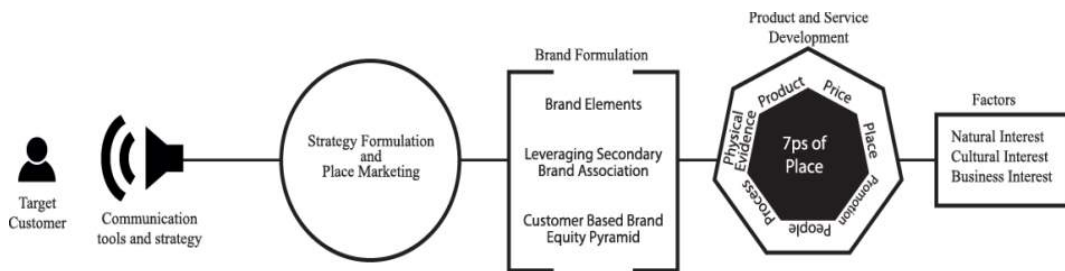 Target
Customer
Communication
tools and strategy
Strategy Formulation
and
Place Marketing
Brand Formulation
Brand Elements
Leveraging Secondary
Brand Association
Customer Based Brand
Equity Pyramid
Product and Service
Development
Product
Price
Place
Promotion
People
Process
Physical
Evidence
7ps of
Place
Factors
Natural Interest
Cultural Interest
Business Interest